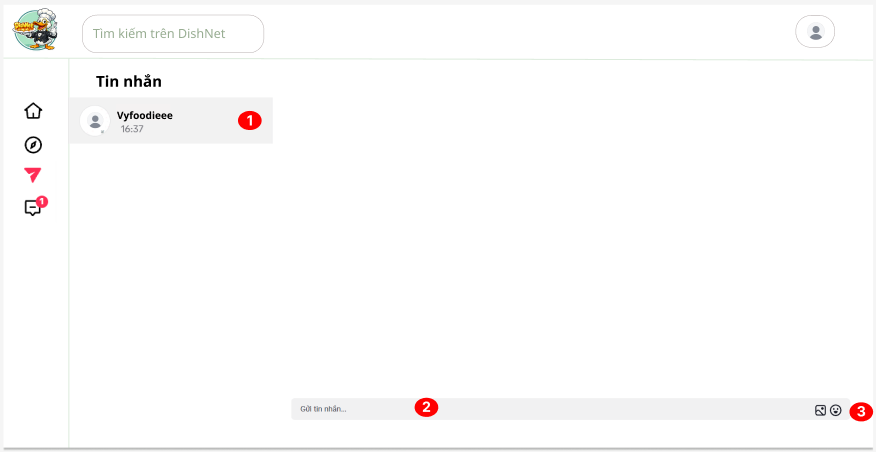 Tìm kiếm trên DishNet
Tin nhắn
Vyfoodieee
16:37
1
1
Gửi tin nhắn...
2
3